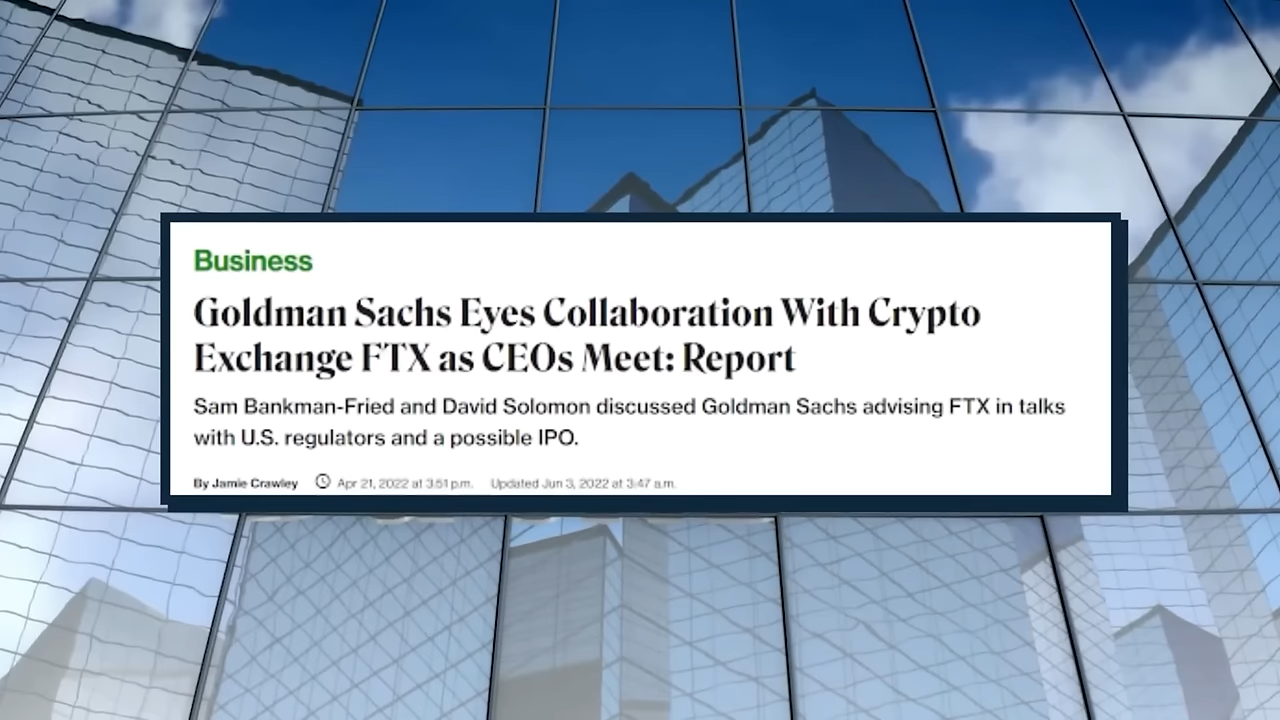 Business
Goldman Sachs Eyes Collaboration With Crypto
Exchange FTX as CEOs Meet: Report
Sam Bankman-Fried and David Solomon discussed Goldman Sachs advising FTX in talks
with U.S. regulators and a possible IPO.
By Jamie Crawley Apr 21, 2022 at 3:51 p.m. Updated Jun 3, 2022 at 3:47 a.m.